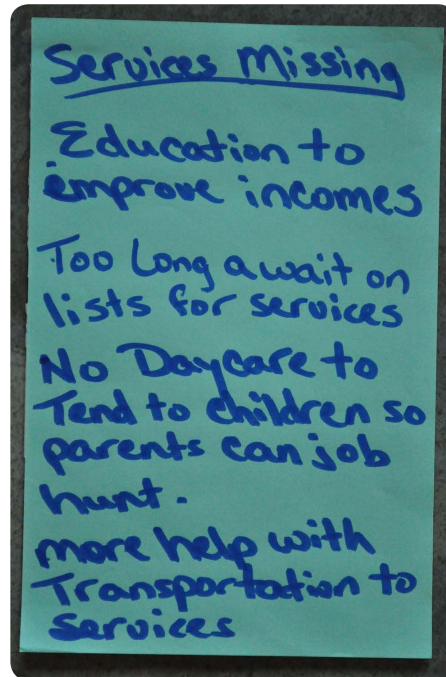 Services Missing
Education to
emprove incomes
Too Long a wait on
lists for services
No Daycare to
Tend to children so
parents can job
hunt.
more help with
Transportation to
services